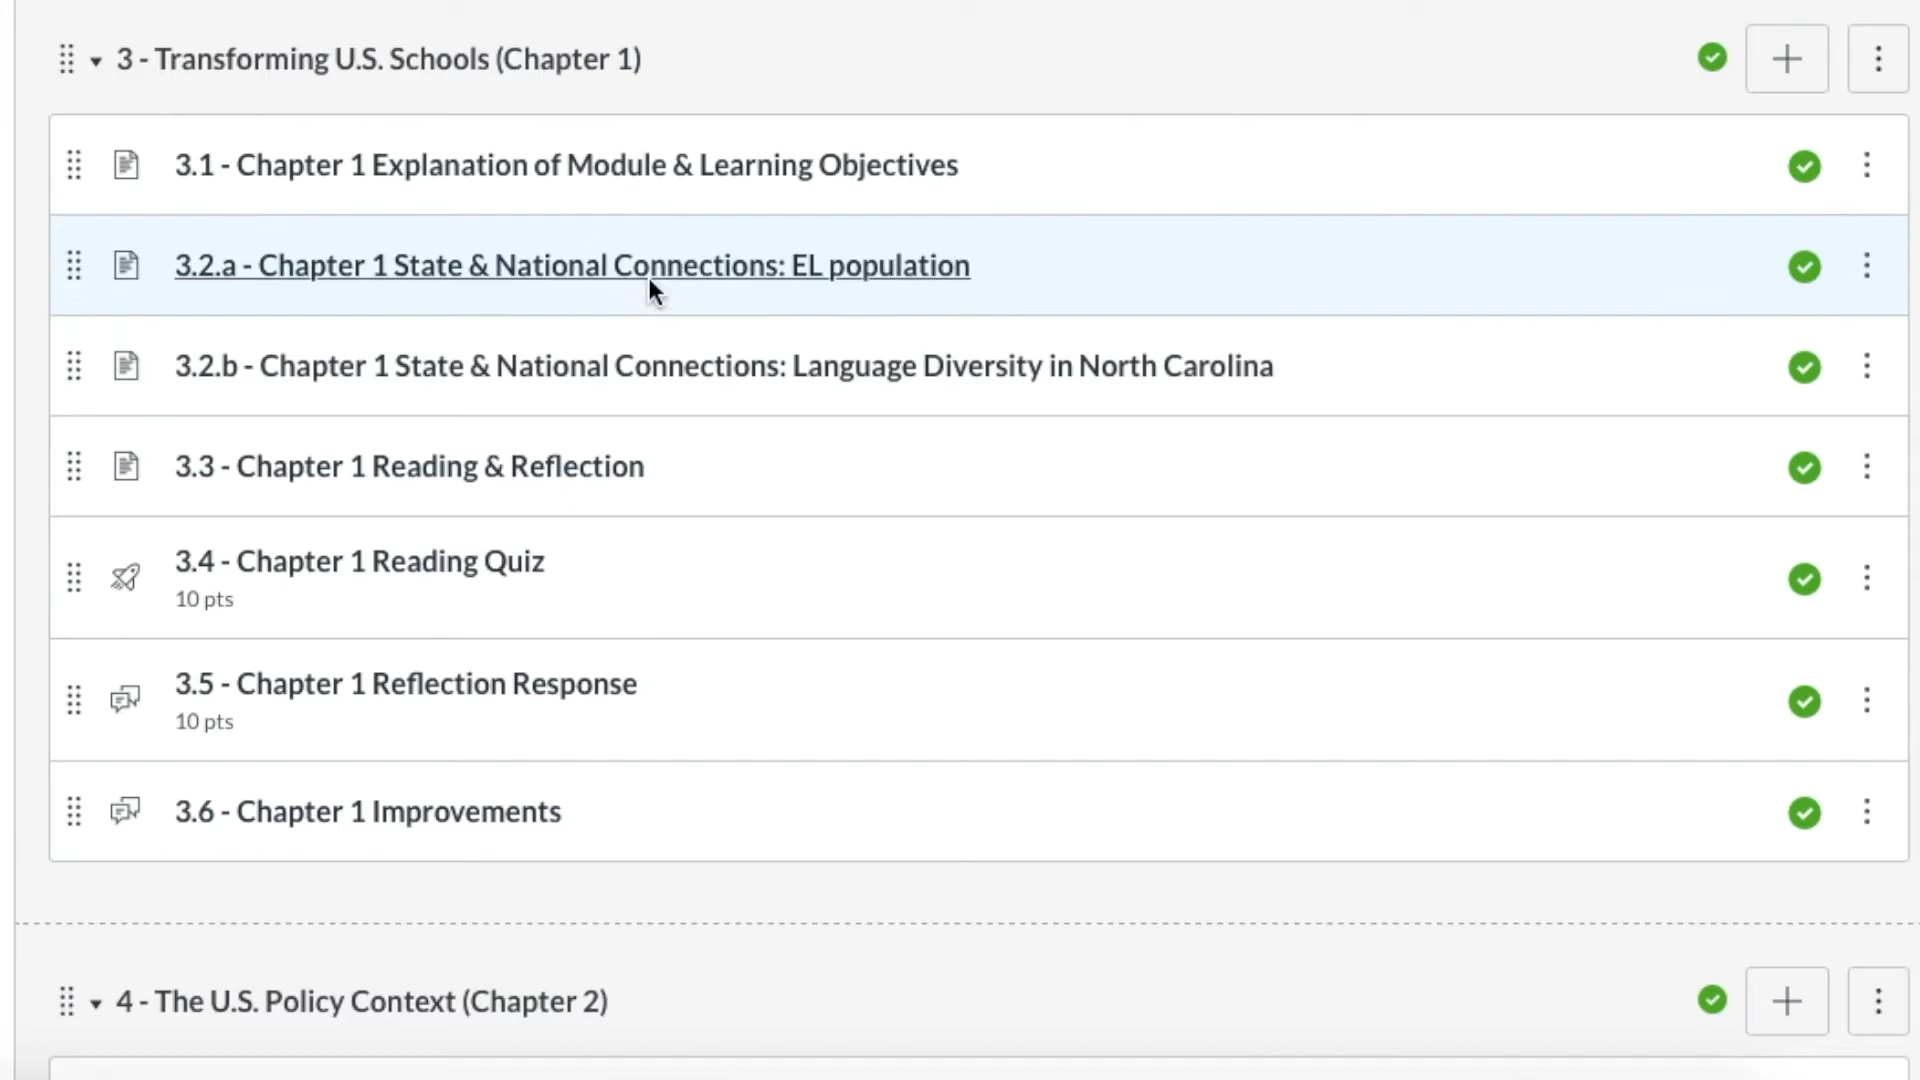 3 - Transforming U.S. Schools (Chapter 1)
3.1 - Chapter 1 Explanation of Module & Learning Objectives
3.2.a - Chapter 1 State & National Connections: EL population
3.2.b - Chapter 1 State & National Connections: Language Diversity in North Carolina
3.3 - Chapter 1 Reading & Reflection
3.4 - Chapter 1 Reading Quiz
10 pts
3.5 - Chapter 1 Reflection Response
10 pts
3.6 - Chapter 1 Improvements
4 - The U.S. Policy Context (Chapter 2)